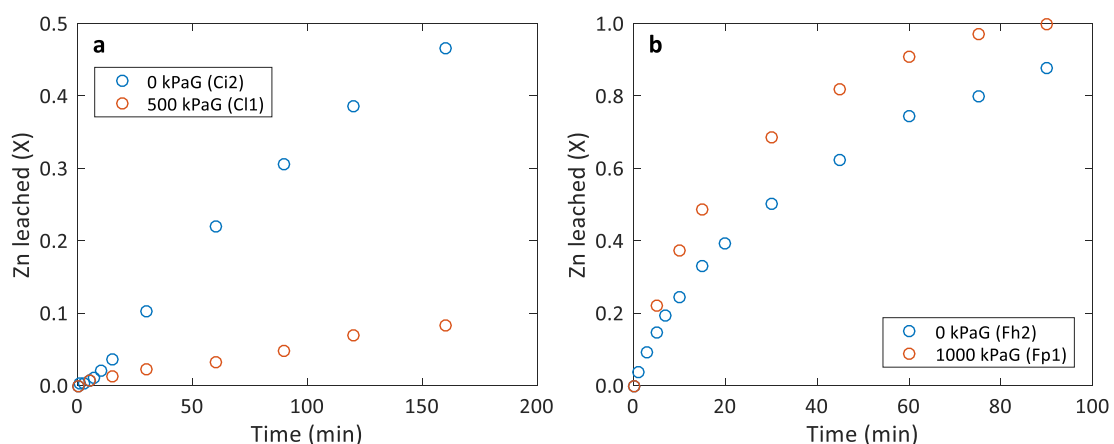 a
0 kPaG (Ci2)
500 kPaG (Cl1)
Zn leached (X)
0.5
0.4
0.3
0.2
0.1
0.0
0 50 100 150 200
Time (min)
b
0 kPaG (Fh2)
1000 kPaG (Fp1)
Zn leached (X)
1.0
0.8
0.6
0.4
0.2
0.0
0 20 40 60 80 100
Time (min)